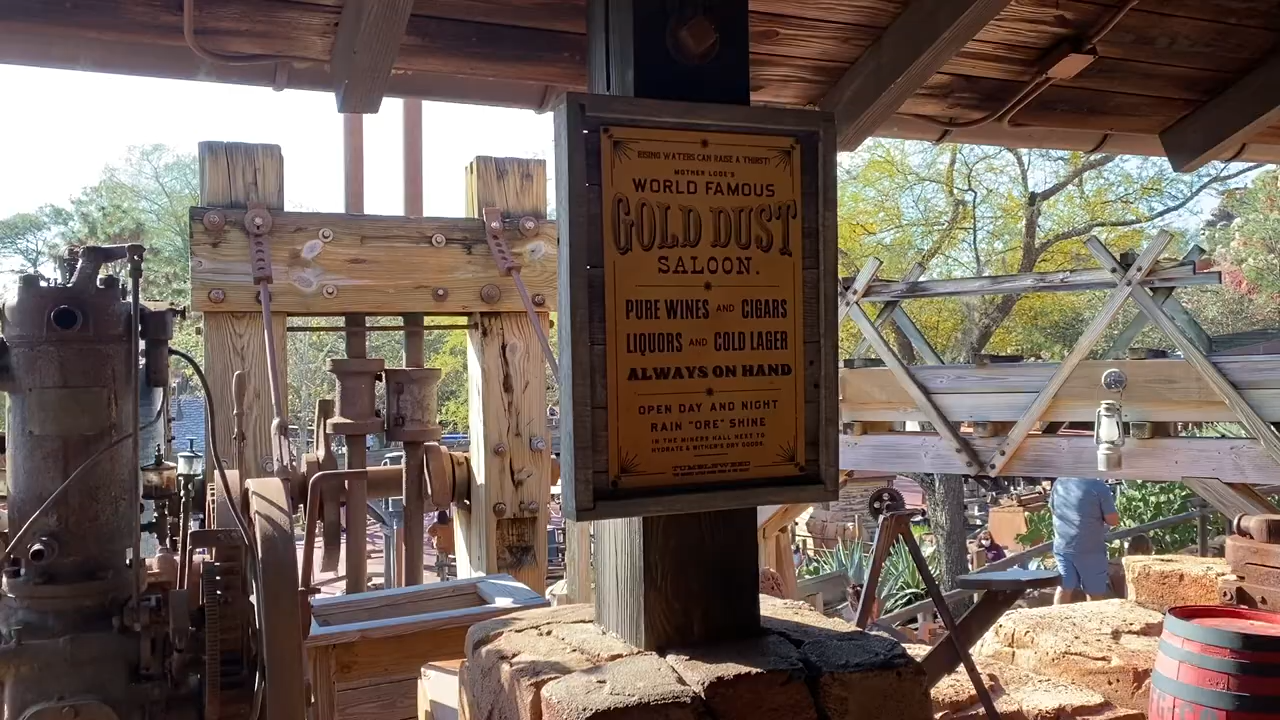 RISING WATERS CAN RAISE A THIRST!
MOTHER LODE'S
WORLD FAMOUS
GOLD DUST
SALOON.
PURE WINES AND CIGARS
LIQUORS AND COLD LAGER
ALWAYS ON HAND
OPEN DAY AND NIGHT
RAIN "ORE" SHINE
IN THE MINERS HALL NEXT TO
HYDRATE & WITHER'S DRY GOODS.
TUMBLEWEED